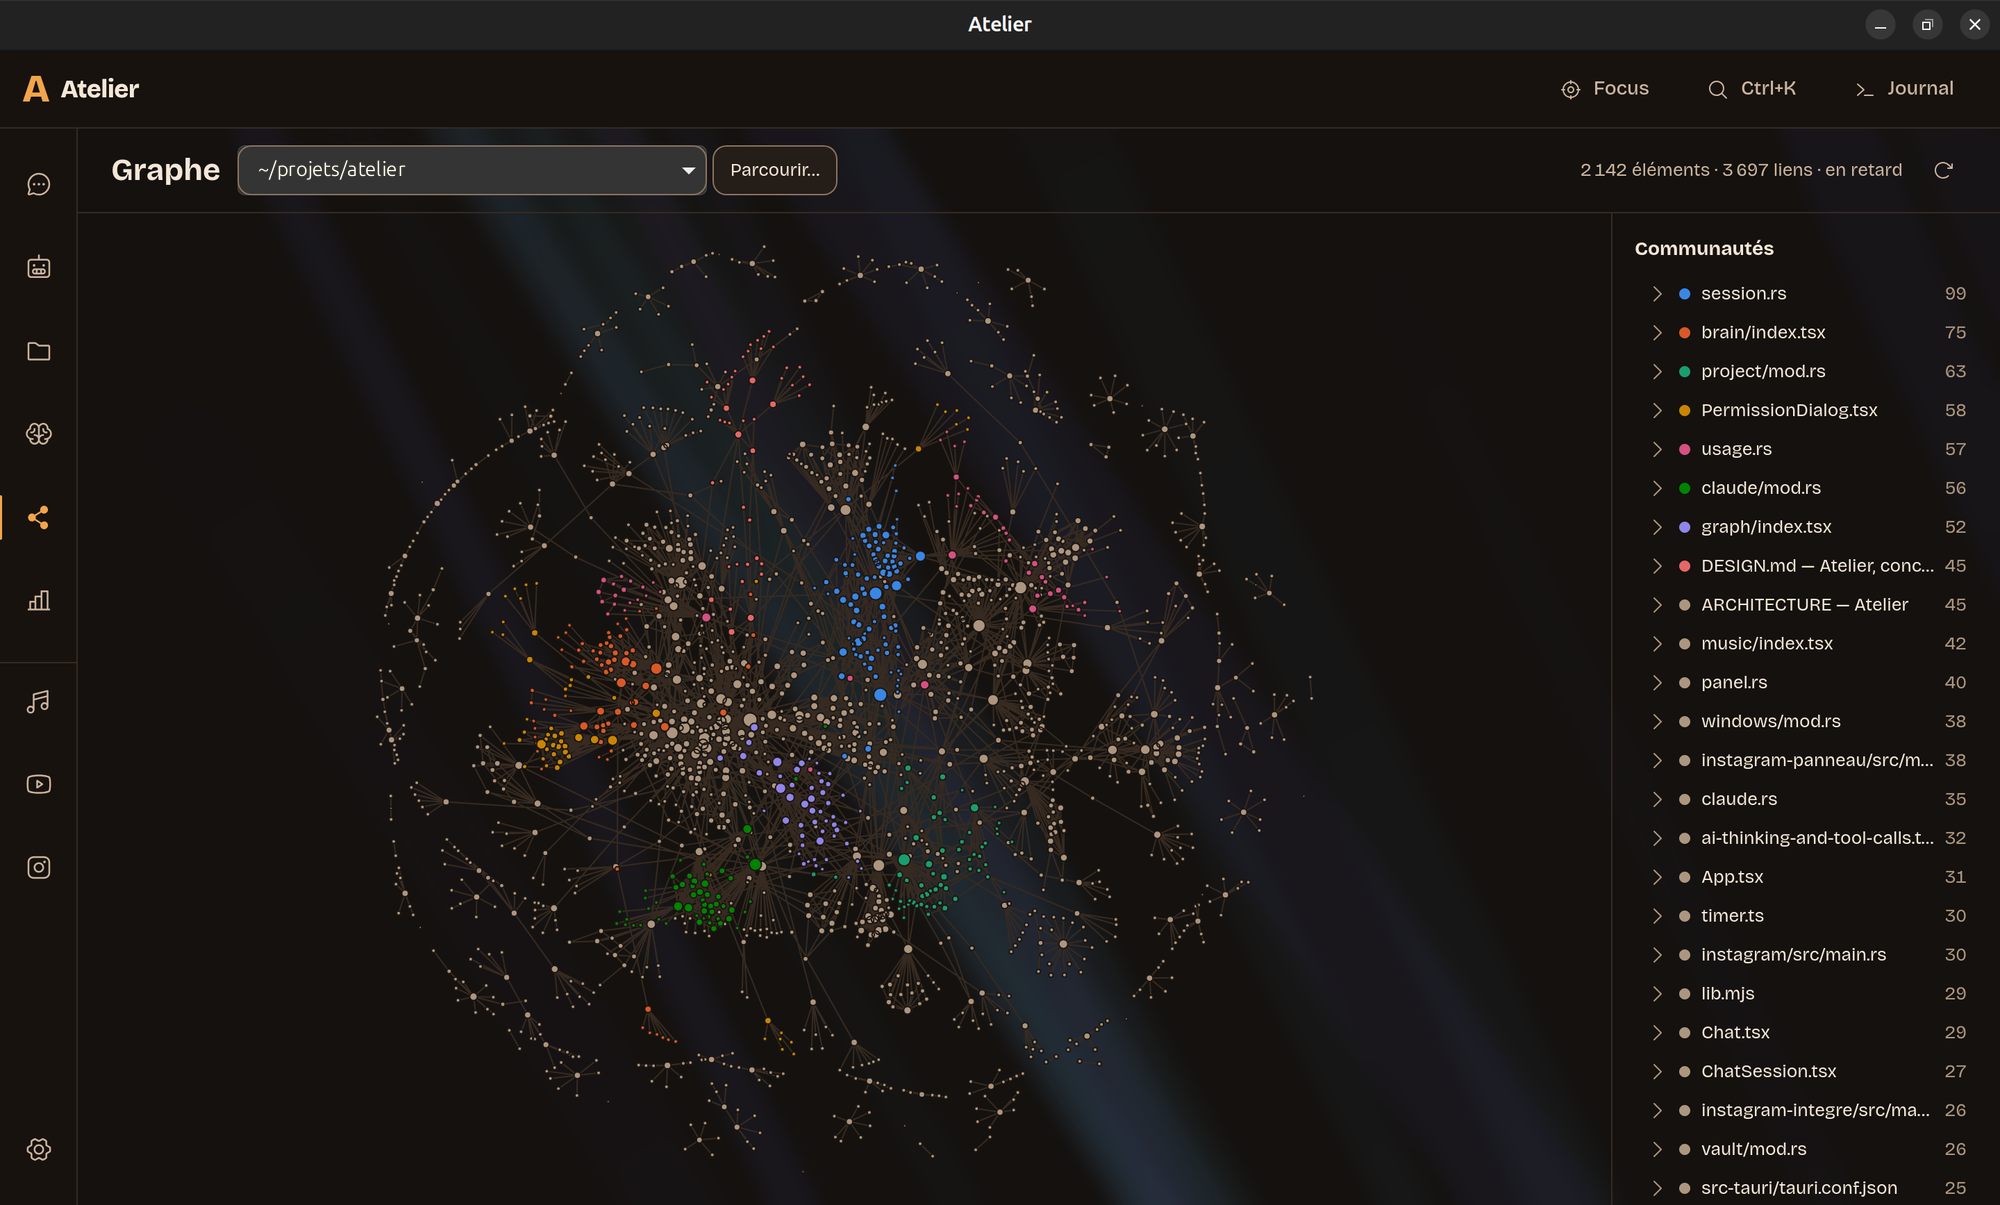 Atelier
A Atelier
Focus
Ctrl+K
Journal
Graphe
~/projets/atelier
Parcourir...
2 142 éléments · 3 697 liens · en retard
Communautés
session.rs 99
brain/index.tsx 75
project/mod.rs 63
PermissionDialog.tsx 58
usage.rs 57
claude/mod.rs 56
graph/index.tsx 52
DESIGN.md — Atelier, conc... 45
ARCHITECTURE — Atelier 45
music/index.tsx 42
panel.rs 40
windows/mod.rs 38
instagram-panneau/src/m... 38
claude.rs 35
ai-thinking-and-tool-calls.t... 32
App.tsx 31
timer.ts 30
instagram/src/main.rs 30
lib.mjs 29
Chat.tsx 29
ChatSession.tsx 27
instagram-integre/src/ma... 26
vault/mod.rs 26
src-tauri/tauri.conf.json 25